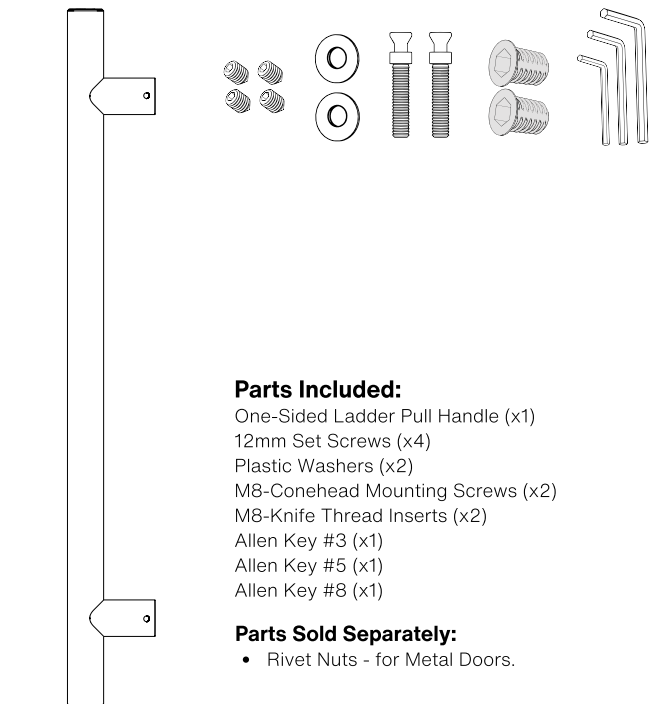 Parts Included:
One-Sided Ladder Pull Handle (x1)
12mm Set Screws (x4)
Plastic Washers (x2)
M8-Conehead Mounting Screws (x2)
M8-Knife Thread Inserts (x2)
Allen Key #3 (x1)
Allen Key #5 (x1)
Allen Key #8 (x1)
Parts Sold Separately:
• Rivet Nuts - for Metal Doors.